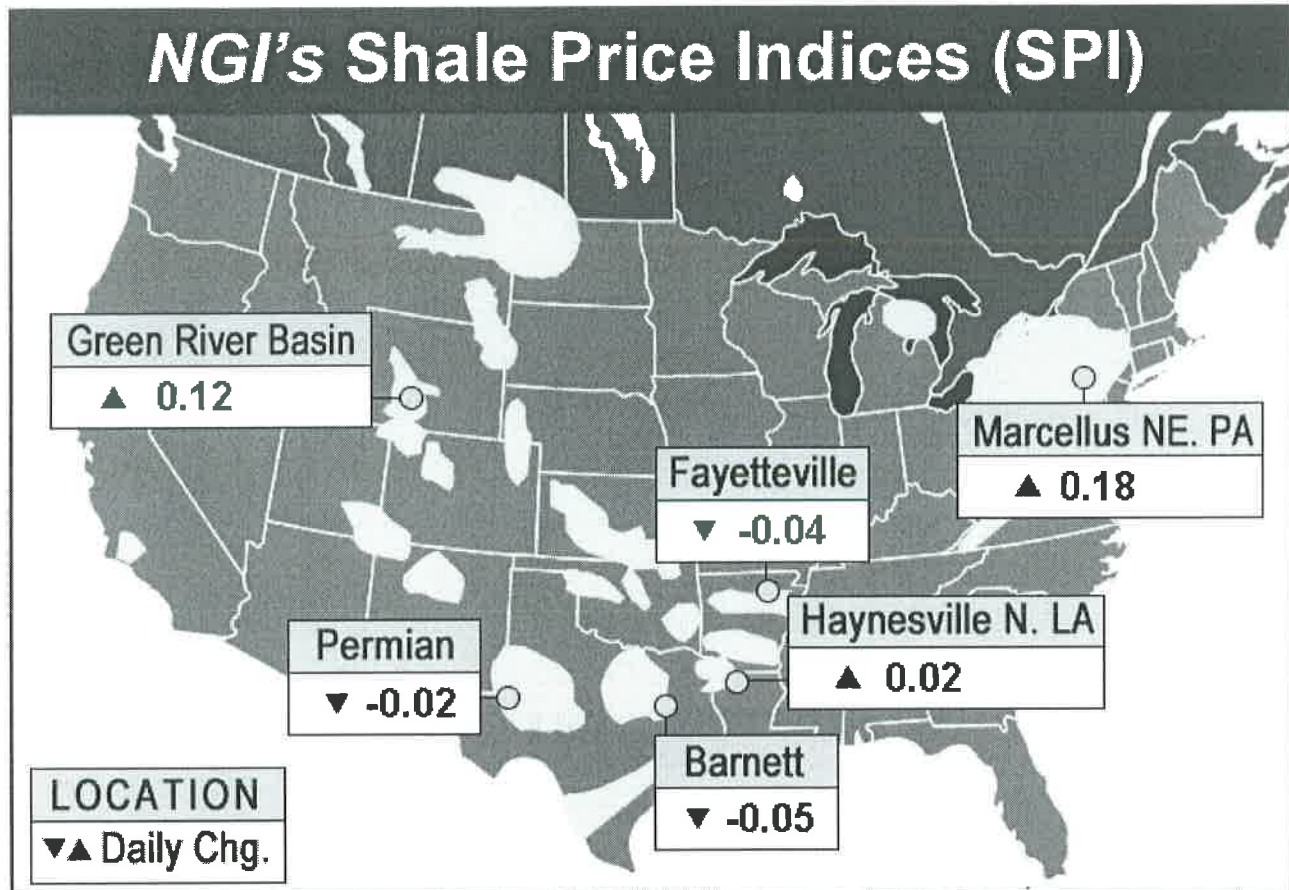 NGI's Shale Price Indices (SPI)
Green River Basin
▲ 0.12
Marcellus NE. PA
▲ 0.18
Fayetteville
▼ -0.04
Haynesville N. LA
▲ 0.02
Permian
▼ -0.02
Barnett
▼ -0.05
LOCATION
▼▲ Daily Chg.